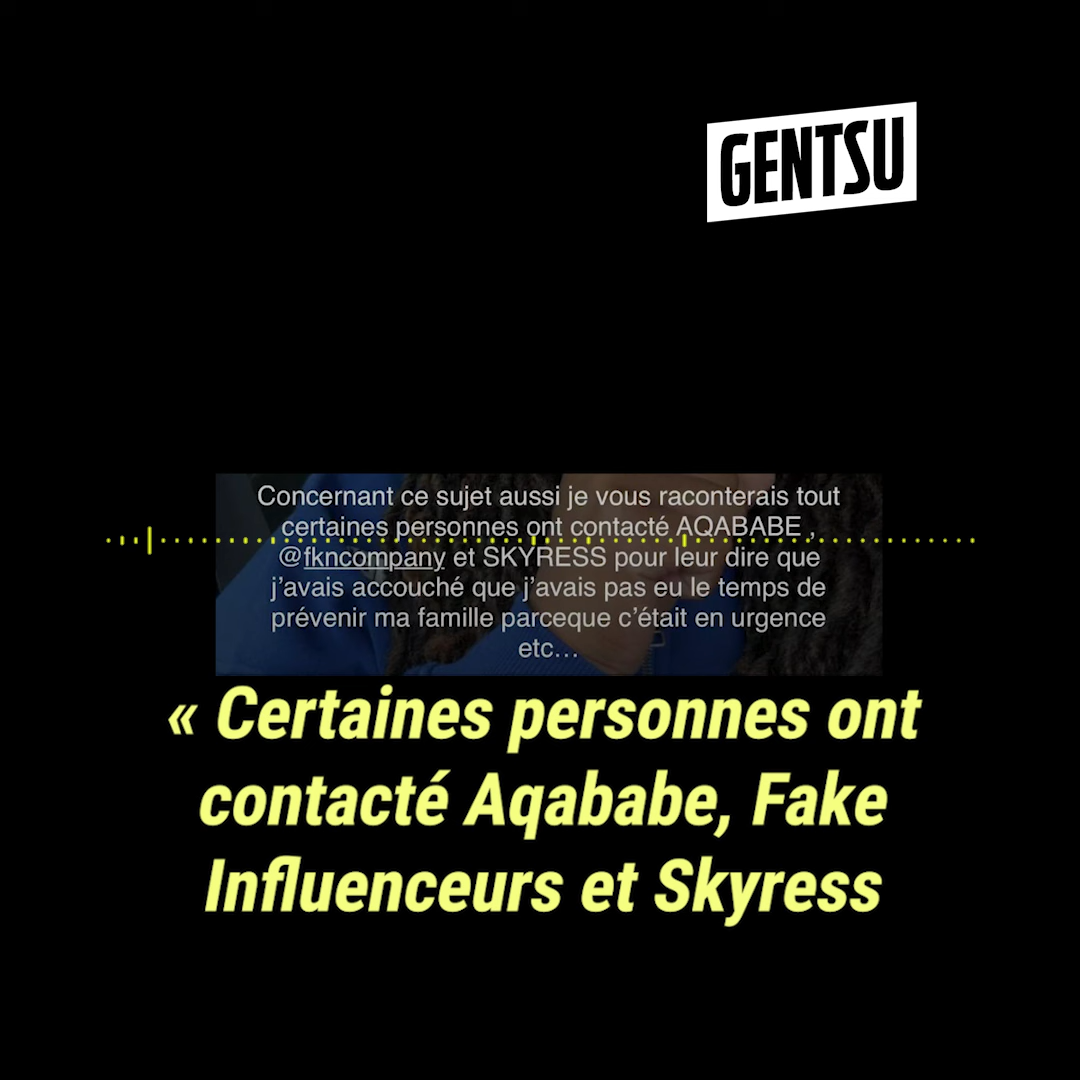 GENTSU
Concernant ce sujet aussi je vous raconterais tout
certaines personnes ont contacté AQABABE ,
@fkncompany et SKYRESS pour leur dire que
j’avais accouché que j’avais pas eu le temps de
prévenir ma famille parceque c’était en urgence
etc…
« Certaines personnes ont
contacté Aqababe, Fake
Influenceurs et Skyress